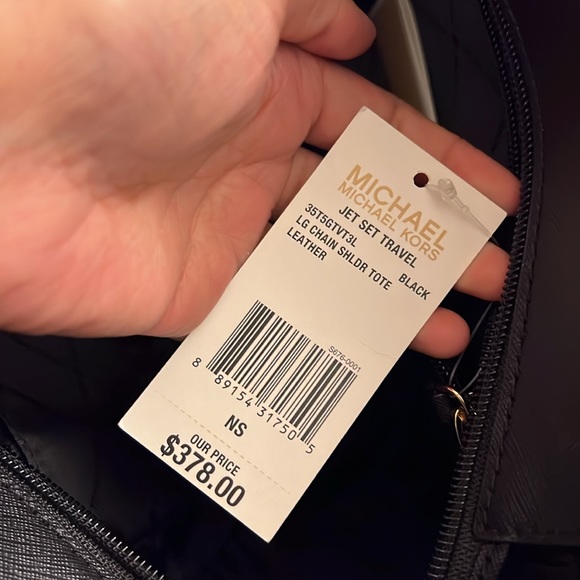 MICHAEL
MICHAEL KORS
JET SET TRAVEL
35T5GTVT3L BLACK
LG CHAIN SHLDR TOTE
LEATHER
S676-0001
8 89154 31750 5
NS
OUR PRICE
$378.00